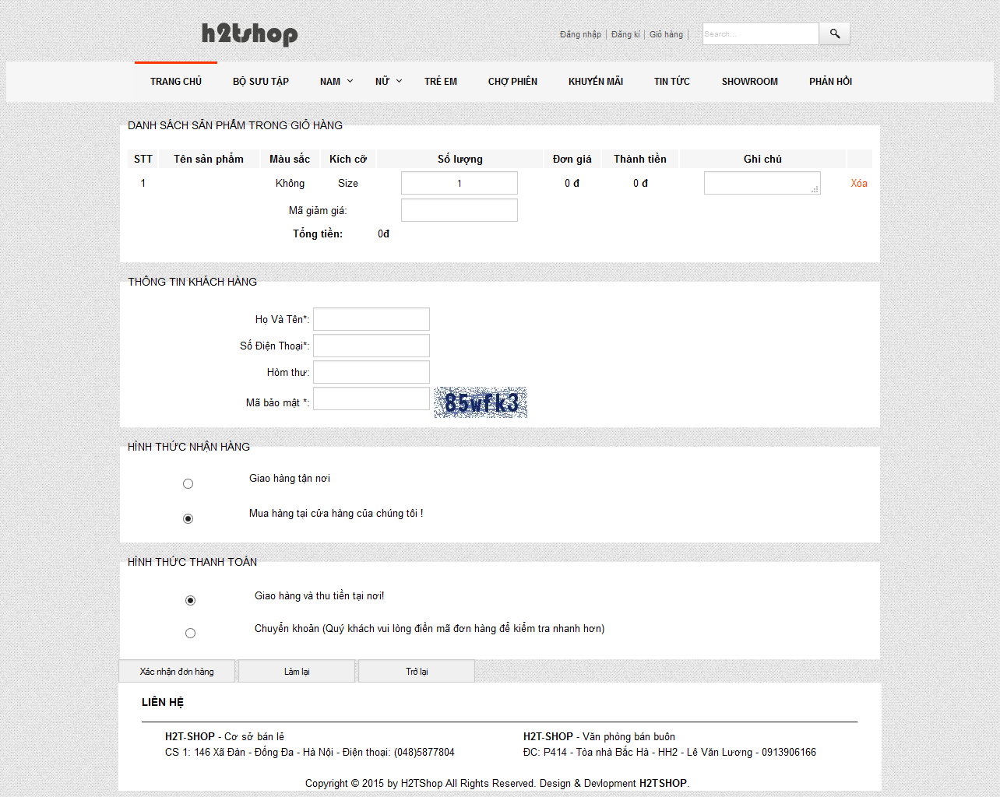 h2tshop
Đăng nhập | Đăng kí | Giỏ hàng |
Search...
TRANG CHỦ BỘ SƯU TẬP NAM NỮ TRẺ EM CHỢ PHIÊN KHUYẾN MÃI TIN TỨC SHOWROOM PHẢN HỒI
DANH SÁCH SẢN PHẨM TRONG GIỎ HÀNG
STT Tên sản phẩm Màu sắc Kích cỡ Số lượng Đơn giá Thành tiền Ghi chú
1 Không Size 1 0 đ 0 đ Xóa
Mã giảm giá:
Tổng tiền: 0đ
THÔNG TIN KHÁCH HÀNG
Họ Và Tên*:
Số Điện Thoại*:
Hòm thư:
Mã bảo mật *: 85wfk3
HÌNH THỨC NHẬN HÀNG
Giao hàng tận nơi
Mua hàng tại cửa hàng của chúng tôi !
HÌNH THỨC THANH TOÁN
Giao hàng và thu tiền tại nơi!
Chuyển khoản (Quý khách vui lòng điền mã đơn hàng để kiểm tra nhanh hơn)
Xác nhận đơn hàng Làm lại Trở lại
LIÊN HỆ
H2T-SHOP - Cơ sở bán lẻ H2T-SHOP - Văn phòng bán buôn
CS 1: 146 Xã Đàn - Đống Đa - Hà Nội - Điện thoại: (048)5877804 ĐC: P414 - Tòa nhà Bắc Hà - HH2 - Lê Văn Lương - 0913906166
Copyright © 2015 by H2TShop All Rights Reserved. Design & Devlopment H2TSHOP.